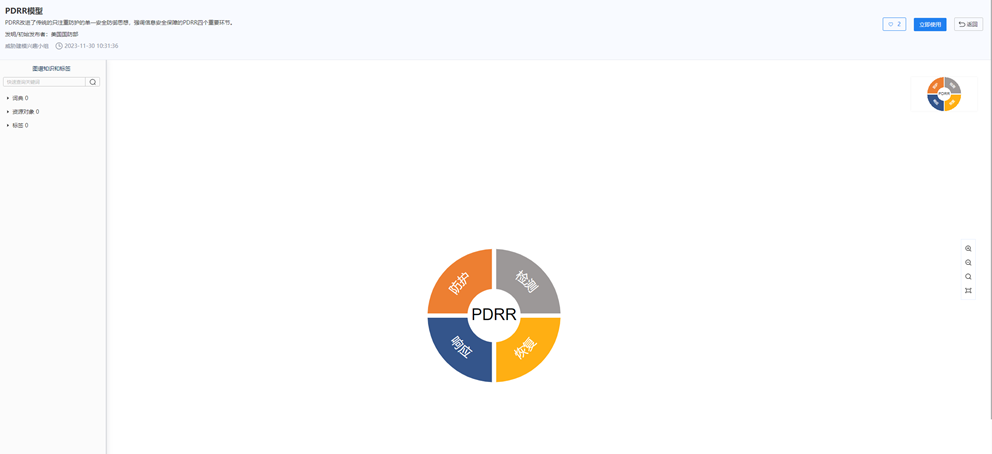 PDRR模型
PDRR改进了传统的只注重防护的单一安全防御思想，强调信息安全保障的PDRR四个重要环节。
发明/初始发布者：美国国防部
威胁建模兴趣小组 2023-11-30 10:31:36
2
立即使用
返回
图谱知识和标签
词典 0
资源对象 0
标签 0
PDRR
防护
检测
PDRR
响应
恢复